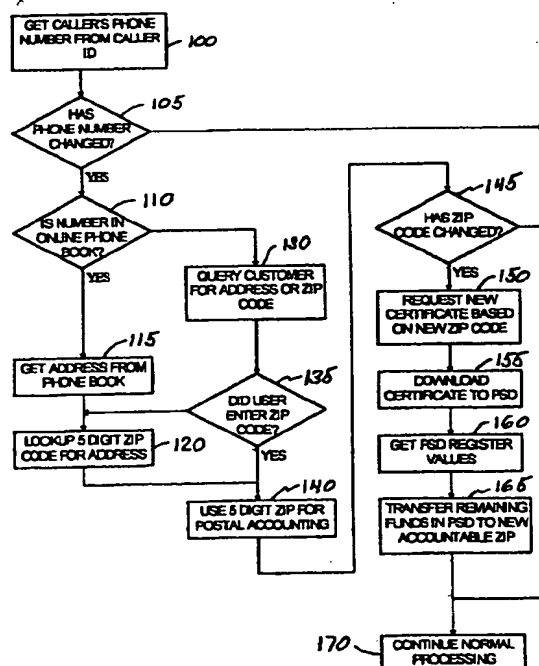 GET CALLER'S PHONE
NUMBER FROM CALLER
ID
100
105
HAS
PHONE NUMBER
CHANGED?
YES
110
IS NUMBER IN
ONLINE PHONE
BOOK?
YES
130
QUERY CUSTOMER
FOR ADDRESS OR ZIP
CODE
115
GET ADDRESS FROM
PHONE BOOK
135
DID USER
ENTER ZIP
CODE?
YES
LOOKUP 5 DIGIT ZIP
CODE FOR ADDRESS
120
140
USE 5 DIGIT ZIP FOR
POSTAL ACCOUNTING
145
HAS ZIP
CODE CHANGED?
YES
150
REQUEST NEW
CERTIFICATE BASED
ON NEW ZIP CODE
155
DOWNLOAD
CERTIFICATE TO PSD
160
GET PSD REGISTER
VALUES
165
TRANSFER REMAINING
FUNDS IN PSD TO NEW
ACCOUNTABLE ZIP
170
CONTINUE NORMAL
PROCESSING